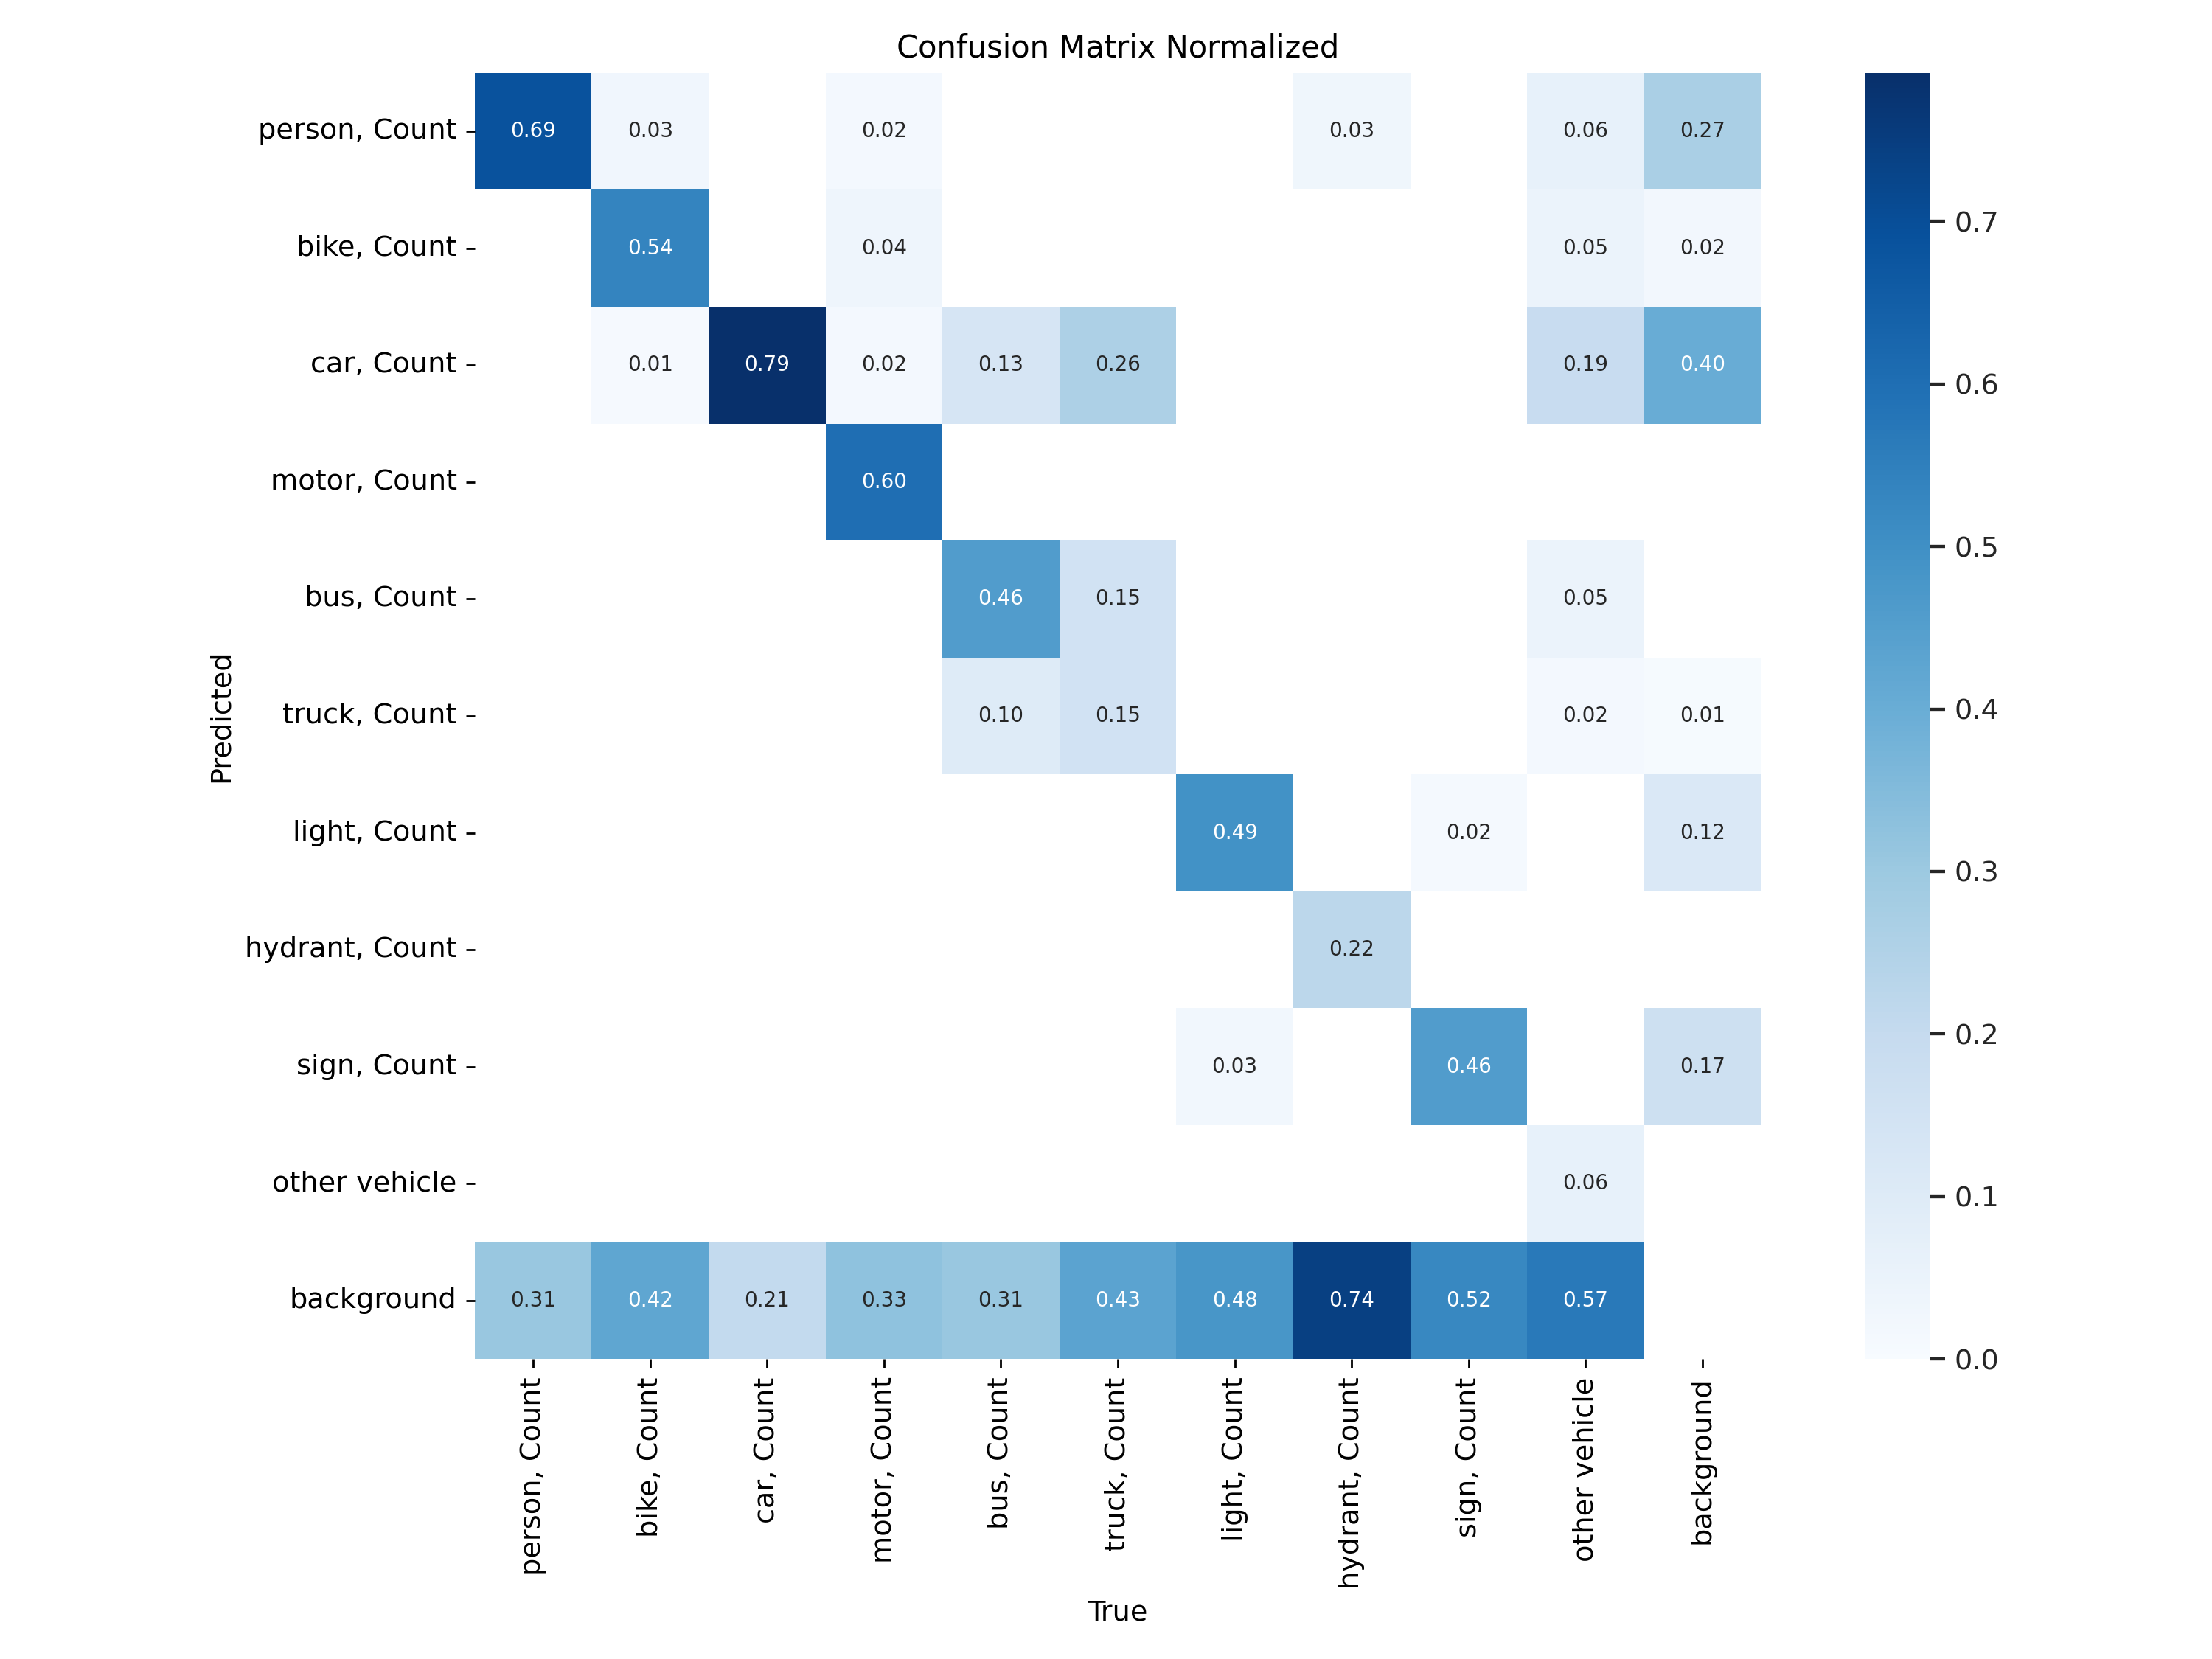 Confusion Matrix Normalized
person, Count 0.69 0.03 0.02 0.03 0.06 0.27
bike, Count 0.54 0.04 0.05 0.02
car, Count 0.01 0.79 0.02 0.13 0.26 0.19 0.40
motor, Count 0.60
bus, Count 0.46 0.15 0.05
truck, Count 0.10 0.15 0.02 0.01
light, Count 0.49 0.02 0.12
hydrant, Count 0.22
sign, Count 0.03 0.46 0.17
other vehicle 0.06
background 0.31 0.42 0.21 0.33 0.31 0.43 0.48 0.74 0.52 0.57
Predicted
person, Count
bike, Count
car, Count
motor, Count
bus, Count
truck, Count
light, Count
hydrant, Count
sign, Count
other vehicle
background
True
0.7
0.6
0.5
0.4
0.3
0.2
0.1
0.0